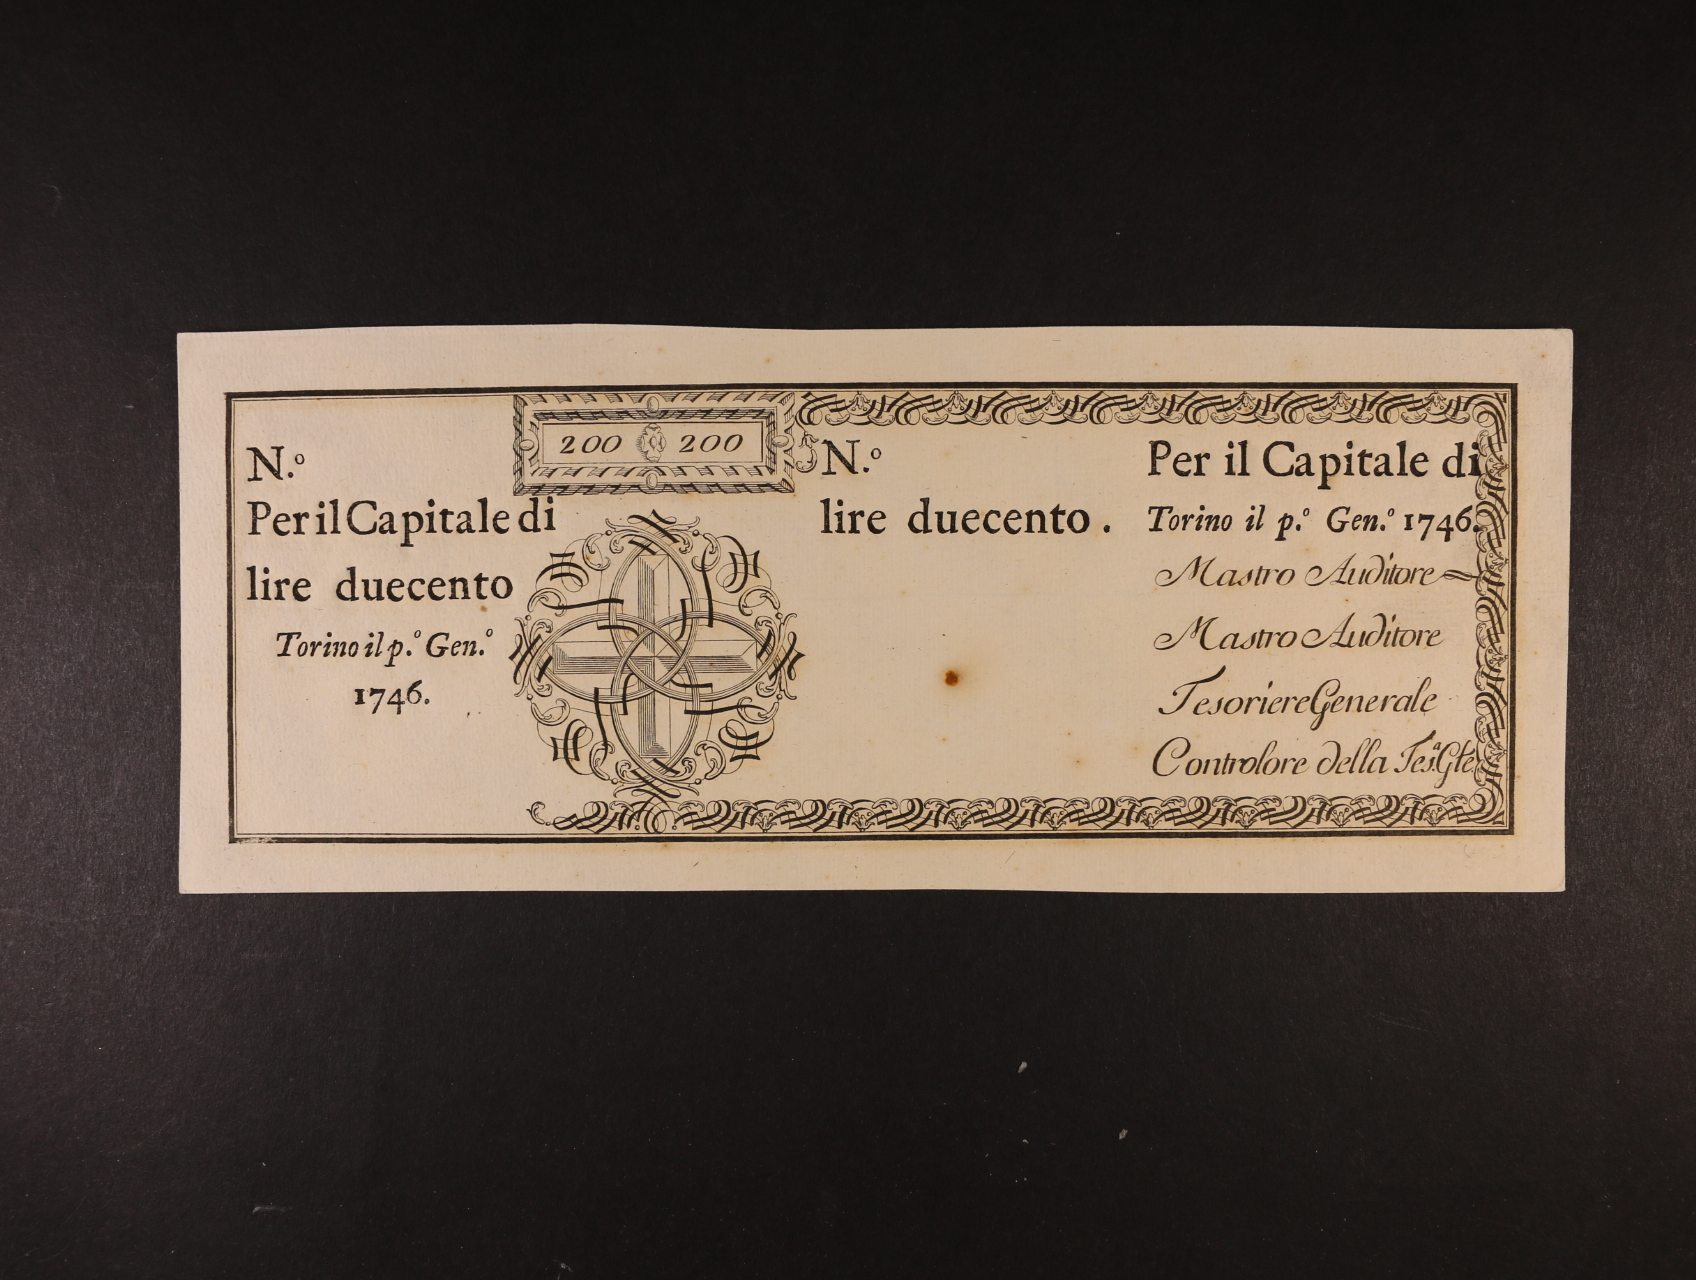 N.º
Per il Capitale di
lire duecento
Torino il p.º Gen.º
1746.
200 200
N.º Per il Capitale di
lire duecento. Torino il p.º Gen.º 1746.
Mastro Auditore
Mastro Auditore
Tesoriere Generale
Controlore della Tes.ª Gle